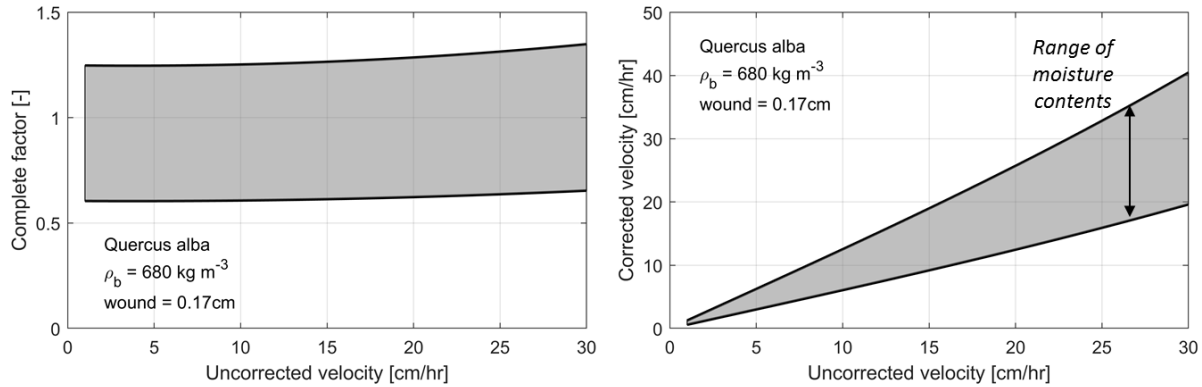 1.5
1
0.5
0
Complete factor [-]
Quercus alba
ρb = 680 kg m-3
wound = 0.17cm
0 5 10 15 20 25 30
Uncorrected velocity [cm/hr]
50
40
30
20
10
0
Corrected velocity [cm/hr]
Quercus alba
ρb = 680 kg m-3
wound = 0.17cm
Range of
moisture
contents
0 5 10 15 20 25 30
Uncorrected velocity [cm/hr]